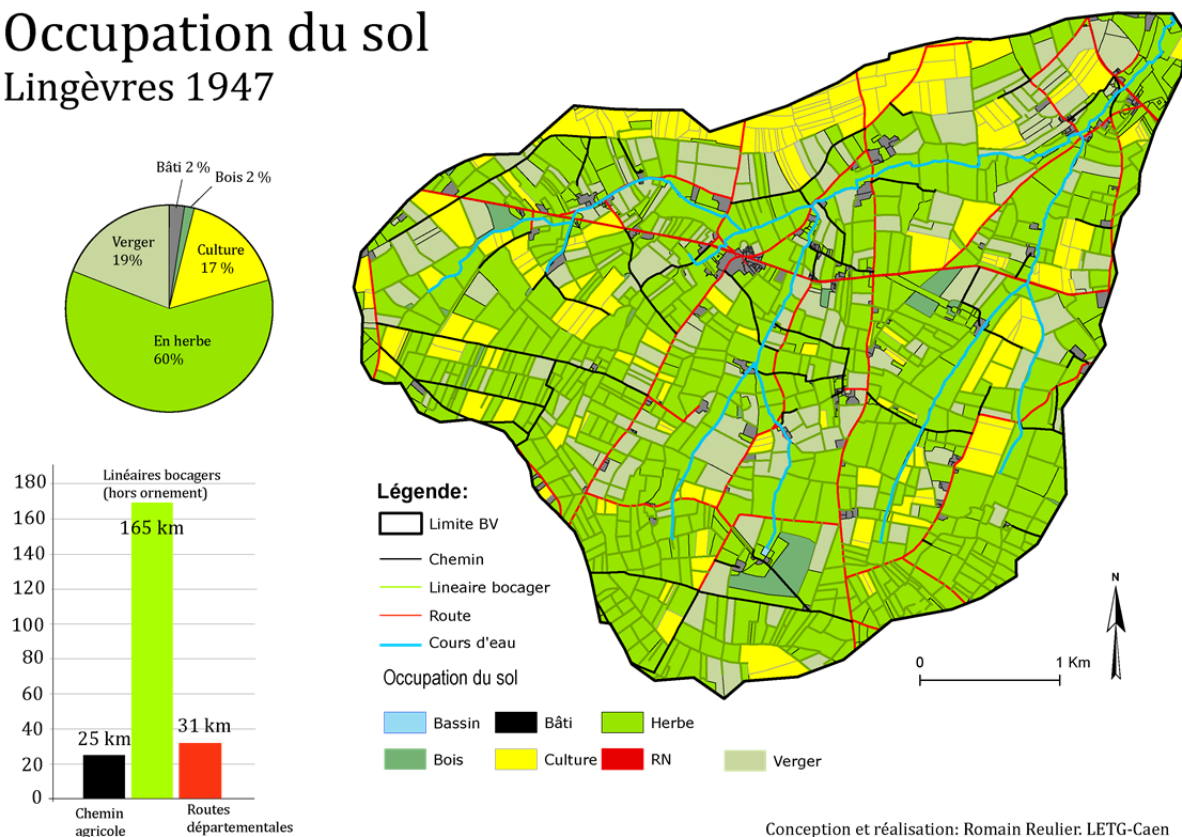 Occupation du sol
Lingèvres 1947
Bâti 2 %
Bois 2 %
Verger
19%
Culture
17 %
En herbe
60%
Linéaires bocagers
(hors ornement)
180
160
140
120
100
80
60
40
20
0
165 km
25 km
31 km
Chemin
agricole
Routes
départementales
Légende:
Limite BV
Chemin
Lineaire bocager
Route
Cours d'eau
Occupation du sol
Bassin
Bâti
Herbe
Bois
Culture
RN
Verger
N
0
1 Km
Conception et réalisation: Romain Reulier. LETG-Caen